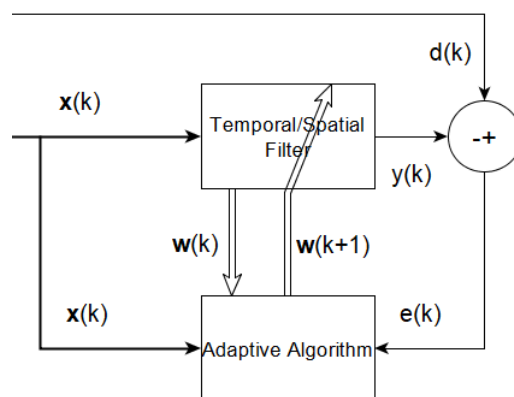 d(k)
x(k)
Temporal/Spatial
Filter
-+
y(k)
w(k)
w(k+1)
x(k)
e(k)
Adaptive Algorithm